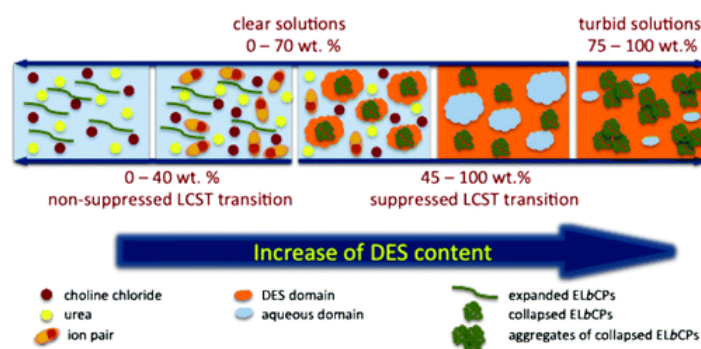 clear solutions
0 – 70 wt. %
turbid solutions
75 – 100 wt. %
0 – 40 wt. %
non-suppressed LCST transition
45 – 100 wt.%
suppressed LCST transition
Increase of DES content
choline chloride
urea
ion pair
DES domain
aqueous domain
expanded ELbCPs
collapsed ELbCPs
aggregates of collapsed ELbCPs